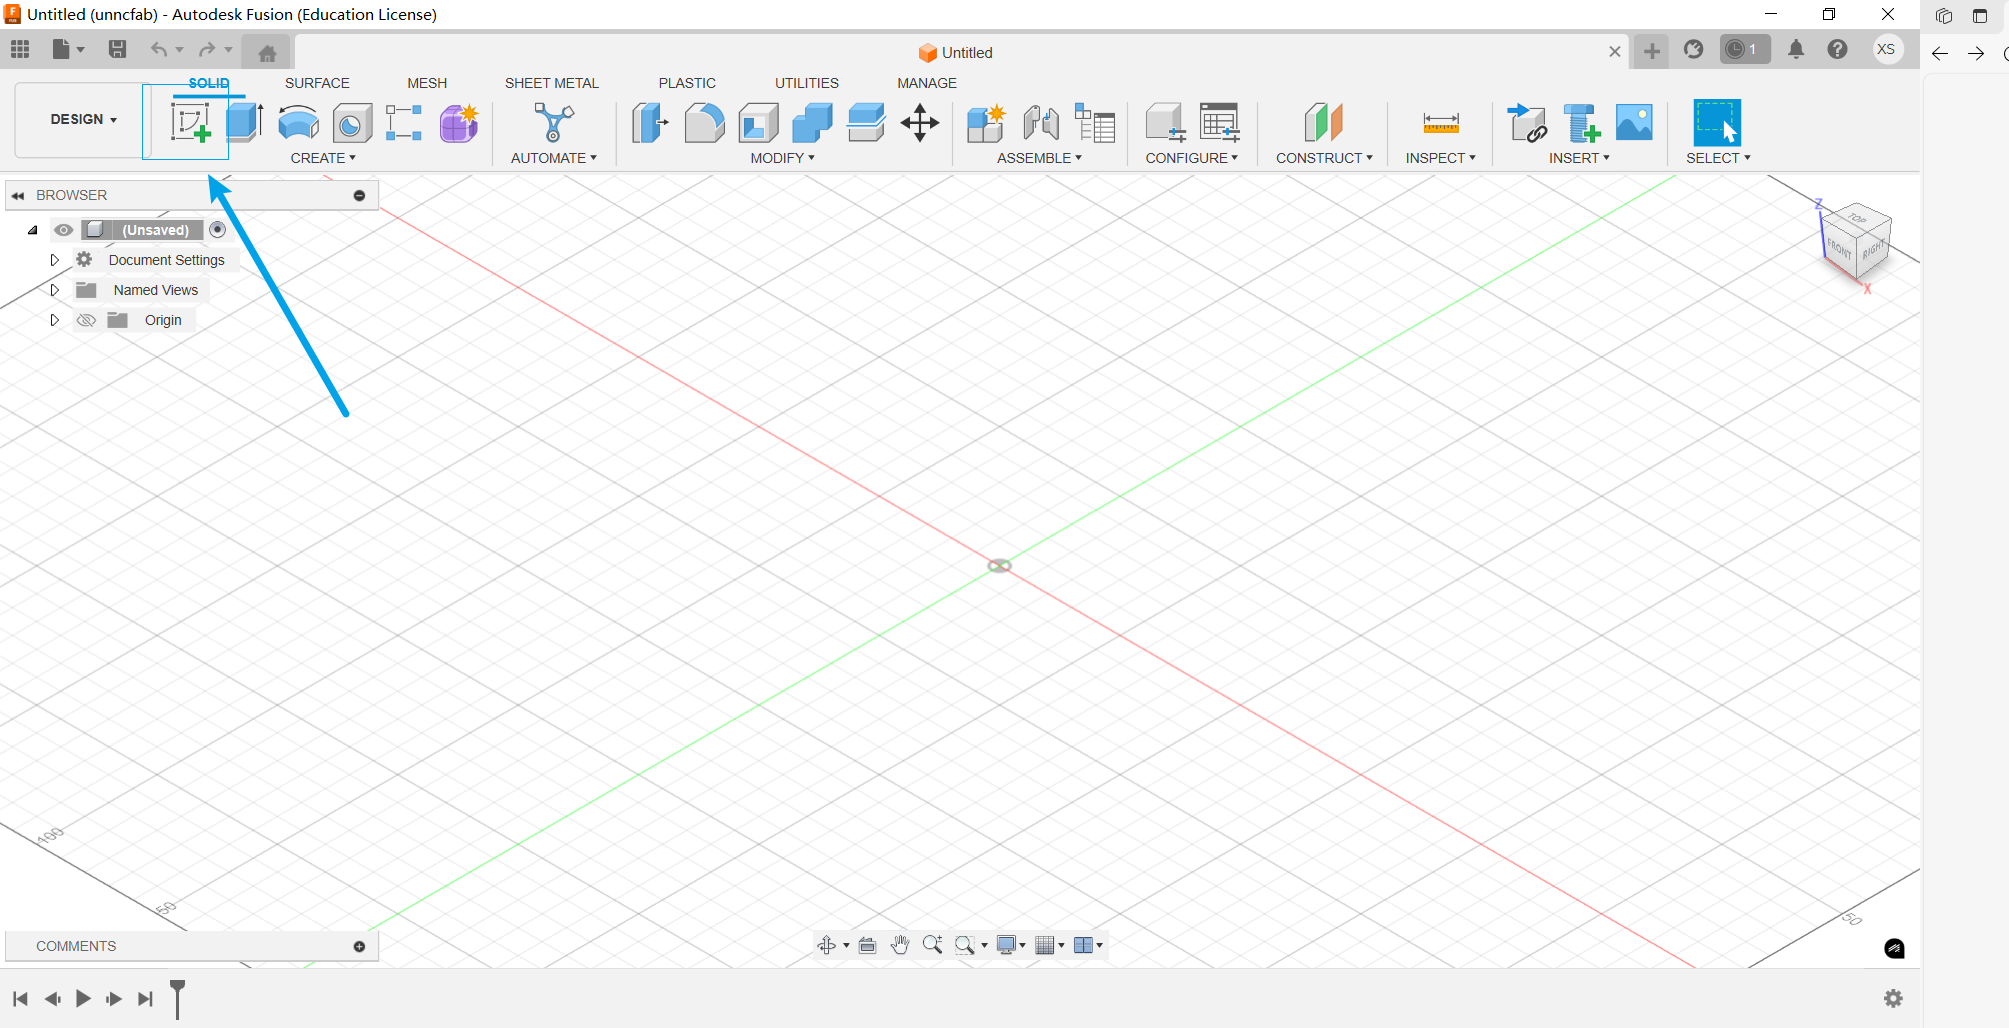 Untitled (unncfab) - Autodesk Fusion (Education License)
Untitled
1
XS
SOLID
SURFACE
MESH
SHEET METAL
PLASTIC
UTILITIES
MANAGE
DESIGN
CREATE
AUTOMATE
MODIFY
ASSEMBLE
CONFIGURE
CONSTRUCT
INSPECT
INSERT
SELECT
BROWSER
(Unsaved)
Document Settings
Named Views
Origin
Z
TOP
FRONT
RIGHT
X
100
50
50
COMMENTS